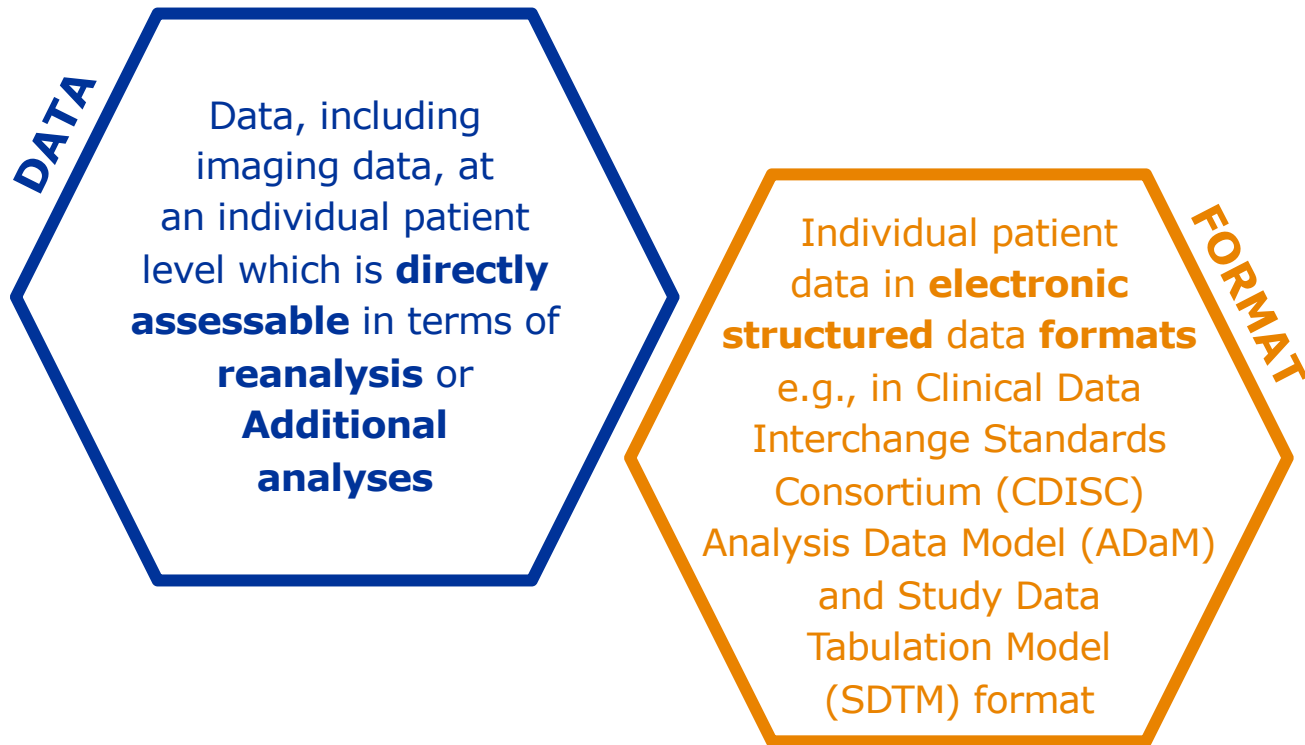 DATA
Data, including
imaging data, at
an individual patient
level which is directly
assessable in terms of
reanalysis or
Additional
analyses
FORMAT
Individual patient
data in electronic
structured data formats
e.g., in Clinical Data
Interchange Standards
Consortium (CDISC)
Analysis Data Model (ADaM)
and Study Data
Tabulation Model
(SDTM) format